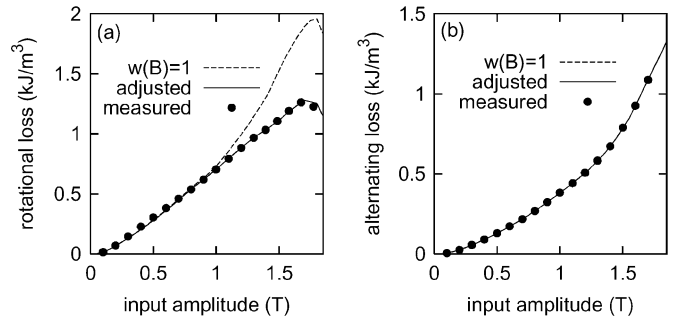 (a)
w(B)=1
adjusted
measured
rotational loss (kJ/m³)
2
1.5
1
0.5
0
0 0.5 1 1.5
input amplitude (T)
(b)
w(B)=1
adjusted
measured
alternating loss (kJ/m³)
1.5
1
0.5
0
0 0.5 1 1.5
input amplitude (T)